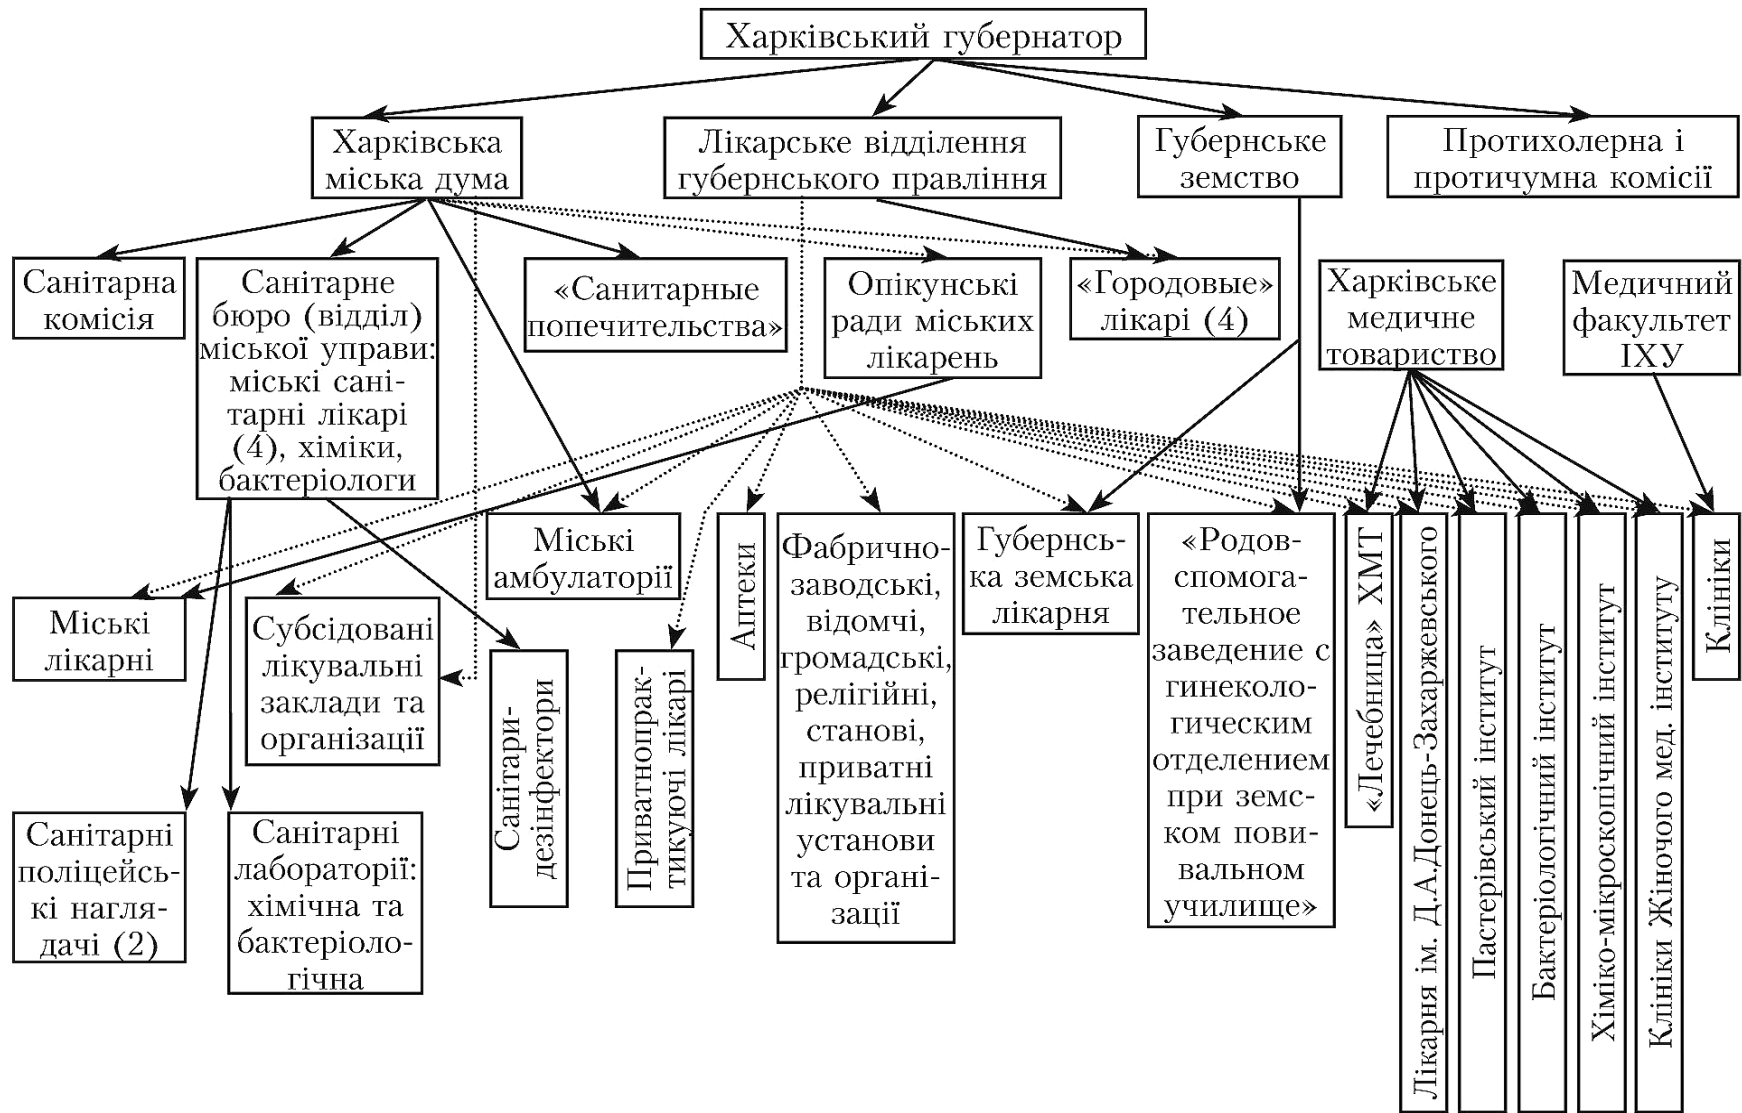 Харківський губернатор
Харківська
міська дума
Лікарське відділення
губернського правління
Губернське
земство
Протихолерна і
протичумна комісії
Санітарна
комісія
Санітарне
бюро (відділ)
міської управи:
міські сані-
тарні лікарі
(4), хіміки,
бактеріологи
«Санитарные
попечительства»
Опікунські
ради міських
лікарень
«Городовые»
лікарі (4)
Харківське
медичне
товариство
Медичний
факультет
ІХУ
Міські
лікарні
Субсідовані
лікувальні
заклади та
організації
Міські
амбулаторії
Санітари-
дезінфектори
Приватноправ-
тикуючі лікарі
Аптеки
Фабрично-
заводські,
відомчі,
громадські,
релігійні,
станові,
приватні
лікувальні
установи
та органі-
зації
Губернсь-
ка земська
лікарня
«Родов-
спомога-
тельное
заведение с
гинеколо-
гическим
отделением
при земс-
ком пови-
вальном
училище»
«Лечебница» ХМТ
Лікарня ім. Д.А.Донець-Захаржевського
Пастерівський інститут
Бактеріологічний інститут
Хіміко-мікроскопічний інститут
Клініки Жіночого мед. інституту
Клініки
Санітарні
поліцейсь-
кі нагля-
дачі (2)
Санітарні
лабораторії:
хімічна та
бактеріоло-
гічна